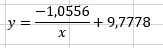 y = −1,0556/x + 9,7778